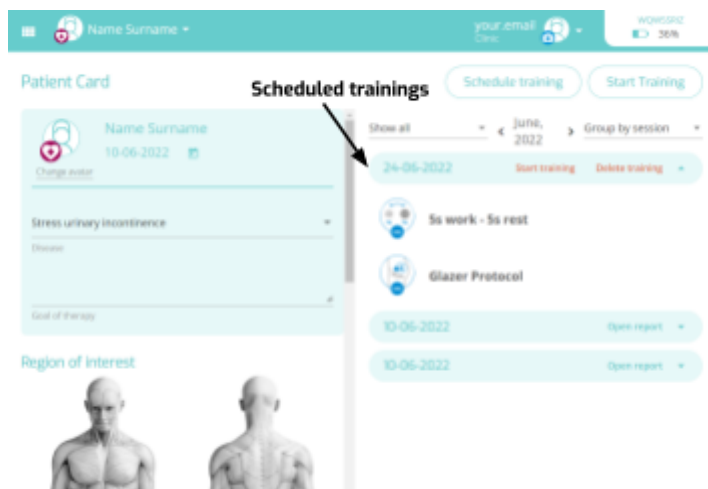 Name Surname
your.email
Clinic
WQWSSRIZ
36%
Patient Card
Scheduled trainings
Schedule training
Start Training
Name Surname
10-06-2022
Change avatar
Show all
June,
2022
Group by session
24-06-2022
Start training
Delete training
Stress urinary incontinence
Disease
5s work - 5s rest
Glazer Protocol
Goal of therapy
10-06-2022
Open report
10-06-2022
Open report
Region of interest